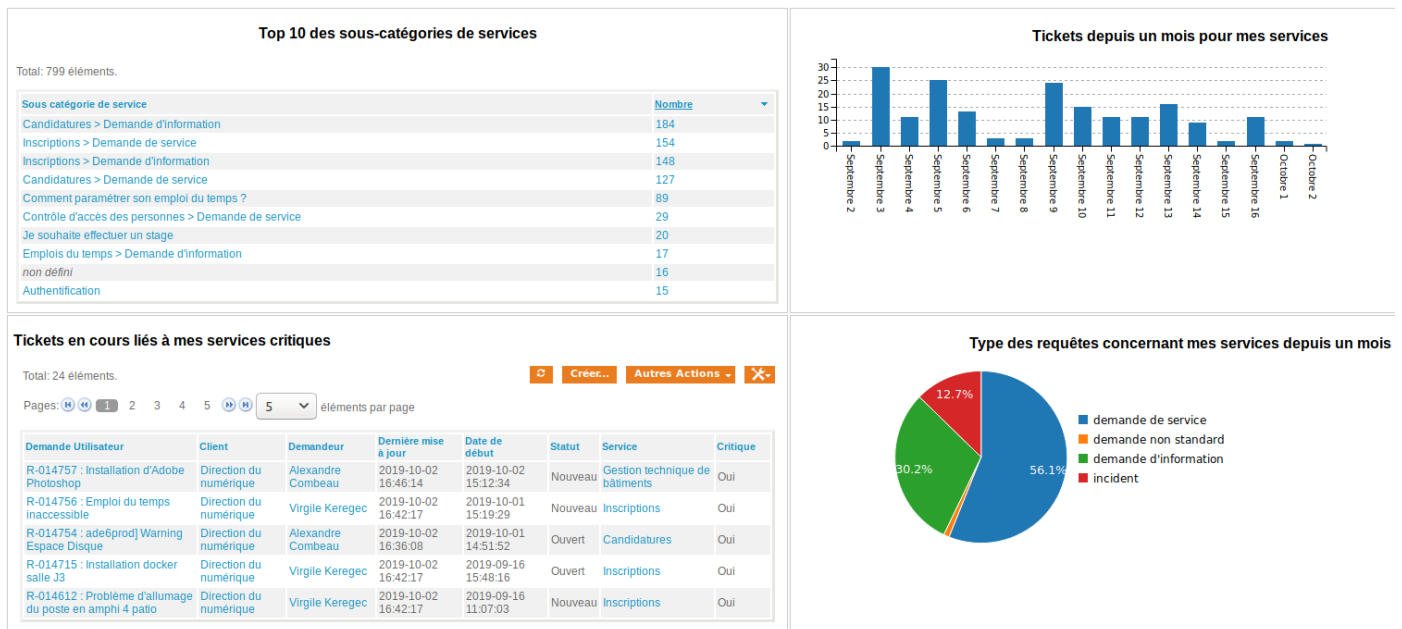 Top 10 des sous-catégories de services
Total: 799 éléments.
Sous catégorie de service Nombre
Candidatures > Demande d'information 184
Inscriptions > Demande de service 154
Inscriptions > Demande d'information 148
Candidatures > Demande de service 127
Comment paramétrer son emploi du temps ? 89
Contrôle d'accès des personnes > Demande de service 29
Je souhaite effectuer un stage 20
Emplois du temps > Demande d'information 17
non défini 16
Authentification 15
Tickets depuis un mois pour mes services
30
25
20
15
10
5
0
Septembre 2
Septembre 3
Septembre 4
Septembre 5
Septembre 6
Septembre 7
Septembre 8
Septembre 9
Septembre 10
Septembre 11
Septembre 12
Septembre 13
Septembre 14
Septembre 15
Septembre 16
Octobre 1
Octobre 2
Tickets en cours liés à mes services critiques
Total: 24 éléments.
Créer... Autres Actions
Pages: 1 2 3 4 5 5 éléments par page
Demande Utilisateur Client Demandeur Dernière mise à jour Date de début Statut Service Critique
R-014757 : Installation d'Adobe Photoshop Direction du numérique Alexandre Combeau 2019-10-02 16:46:14 2019-10-02 15:12:34 Nouveau Gestion technique de bâtiments Oui
R-014756 : Emploi du temps inaccessible Direction du numérique Virgile Keregec 2019-10-02 16:42:17 2019-10-01 15:19:29 Nouveau Inscriptions Oui
R-014754 : ade6prod] Warning Espace Disque Direction du numérique Alexandre Combeau 2019-10-02 16:36:08 2019-10-01 14:51:52 Ouvert Candidatures Oui
R-014715 : Installation docker salle J3 Direction du numérique Virgile Keregec 2019-10-02 16:42:17 2019-09-16 15:48:16 Ouvert Inscriptions Oui
R-014612 : Problème d'allumage du poste en amphi 4 patio Direction du numérique Virgile Keregec 2019-10-02 16:42:17 2019-09-16 11:07:03 Nouveau Inscriptions Oui
Type des requêtes concernant mes services depuis un mois
12.7%
30.2%
56.1%
demande de service
demande non standard
demande d'information
incident